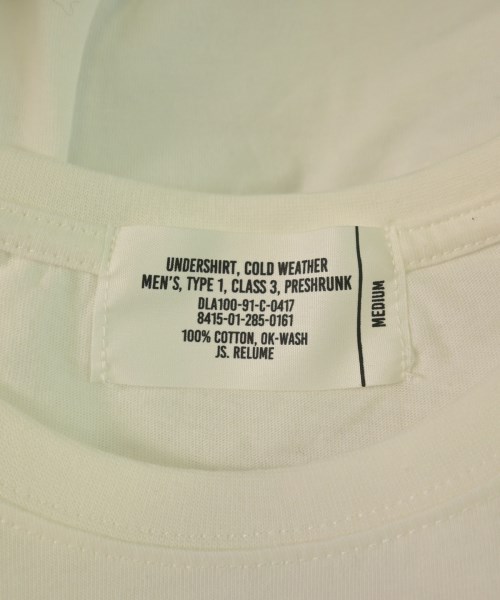 UNDERSHIRT, COLD WEATHER
MEN'S, TYPE 1, CLASS 3, PRESHRUNK
DLA100-91-C-0417
8415-01-285-0161
100% COTTON, OK-WASH
JS. RELUME
MEDIUM